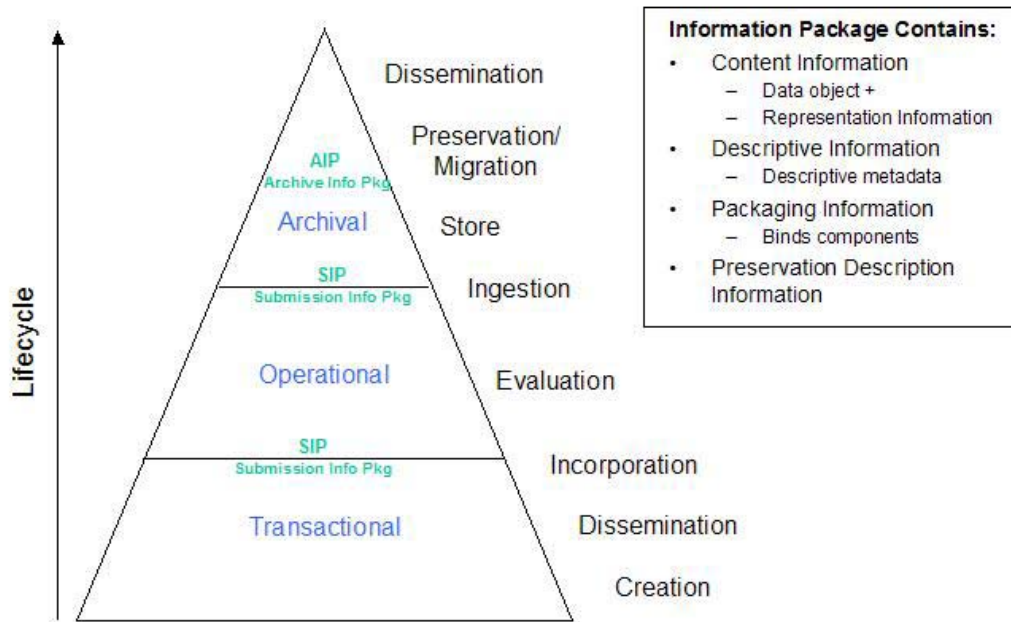 Lifecycle
Dissemination
Preservation/
Migration
AIP
Archive Info Pkg
Archival
Store
SIP
Submission Info Pkg
Ingestion
Operational
Evaluation
SIP
Submission Info Pkg
Incorporation
Transactional
Dissemination
Creation
Information Package Contains:
• Content Information
– Data object +
– Representation Information
• Descriptive Information
– Descriptive metadata
• Packaging Information
– Binds components
• Preservation Description
Information